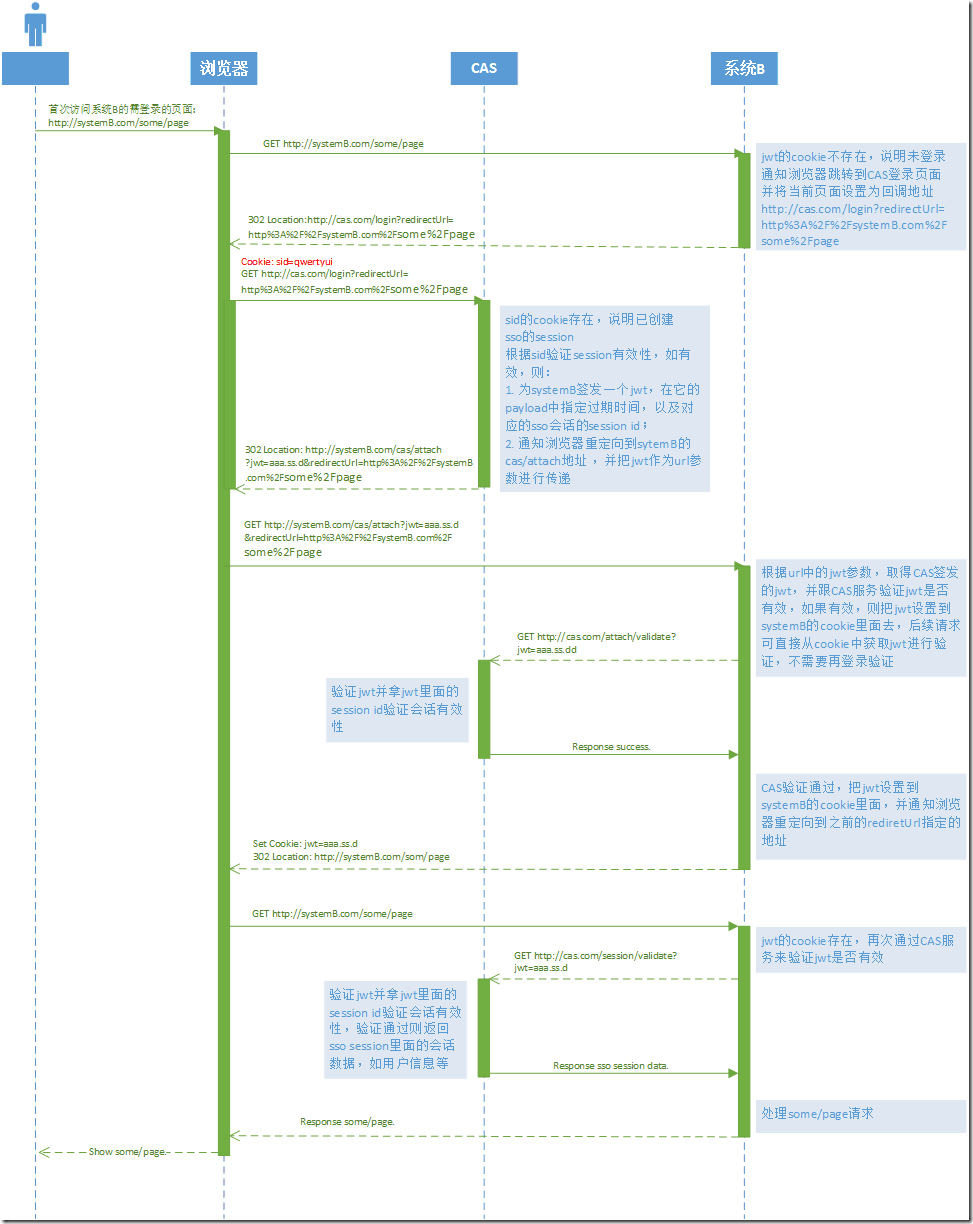 浏览器
CAS
系统B
首次访问系统B的需登录的页面:
http://systemB.com/some/page
GET http://systemB.com/some/page
jwt的cookie不存在，说明未登录
通知浏览器跳转到CAS登录页面
并将当前页面设置为回调地址
http://cas.com/login?redirectUrl=
http%3A%2F%2FsystemB.com%2F
some%2Fpage
302 Location:http://cas.com/login?redirectUrl=
http%3A%2F%2FsystemB.com%2Fsome%2Fpage
Cookie: sid=qwertyui
GET http://cas.com/login?redirectUrl=
http%3A%2F%2FsystemB.com%2Fsome%2Fpage
sid的cookie存在，说明已创建
sso的session
根据sid验证session有效性，如有
效，则：
1. 为systemB签发一个jwt，在它的
payload中指定过期时间，以及对
应的sso会话的session id；
2. 通知浏览器重定向到sytemB的
cas/attach地址，并把jwt作为url参
数进行传递
302 Location: http://systemB.com/cas/attach
?jwt=aaa.ss.d&redirectUrl=http%3A%2F%2FsystemB
.com%2Fsome%2Fpage
GET http://systemB.com/cas/attach?jwt=aaa.ss.d
&redirectUrl=http%3A%2F%2FsystemB.com%2F
some%2Fpage
根据url中的jwt参数，取得CAS签发
的jwt，并跟CAS服务验证jwt是否
有效，如果有效，则把jwt设置到
systemB的cookie里面去，后续请求
可直接从cookie中获取jwt进行验
证，不需要再登录验证
GET http://cas.com/attach/validate?
jwt=aaa.ss.dd
验证jwt并拿jwt里面的
session id验证会话有效
性
Response success.
CAS验证通过，把jwt设置到
systemB的cookie里面，并通知浏览
器重定向到之前的rediretUrl指定的
地址
Set Cookie: jwt=aaa.ss.d
302 Location: http://systemB.com/som/page
GET http://systemB.com/some/page
jwt的cookie存在，再次通过CAS服
务来验证jwt是否有效
GET http://cas.com/session/validate?
jwt=aaa.ss.d
验证jwt并拿jwt里面的
session id验证会话有效
性，验证通过则返回
sso session里面的会话
数据，如用户信息等
Response sso session data.
处理some/page请求
Response some/page.
Show some/page.